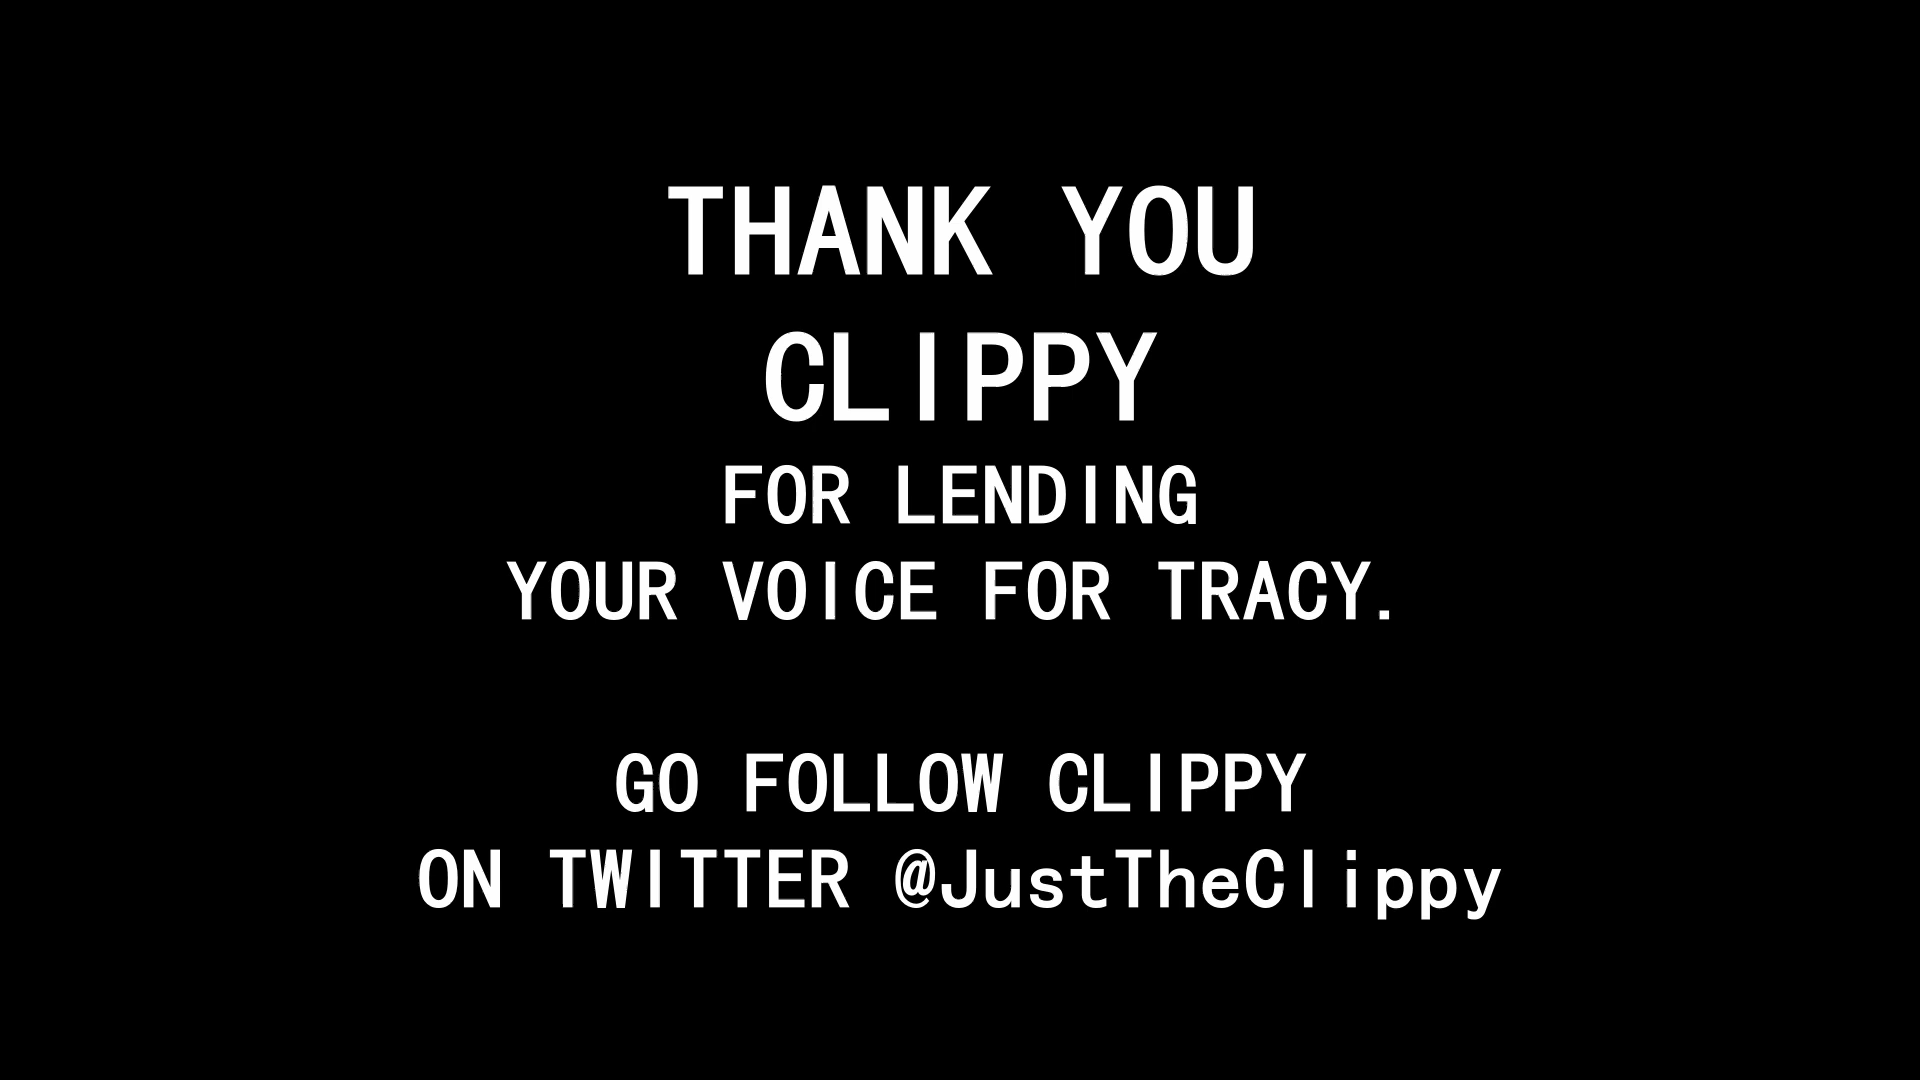 THANK YOU
CLIPPY
FOR LENDING
YOUR VOICE FOR TRACY.
GO FOLLOW CLIPPY
ON TWITTER @JustTheClippy